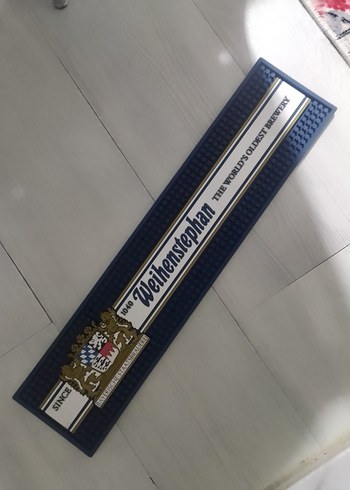 SINCE 1040 Weihenstephan THE WORLD'S OLDEST BREWERY